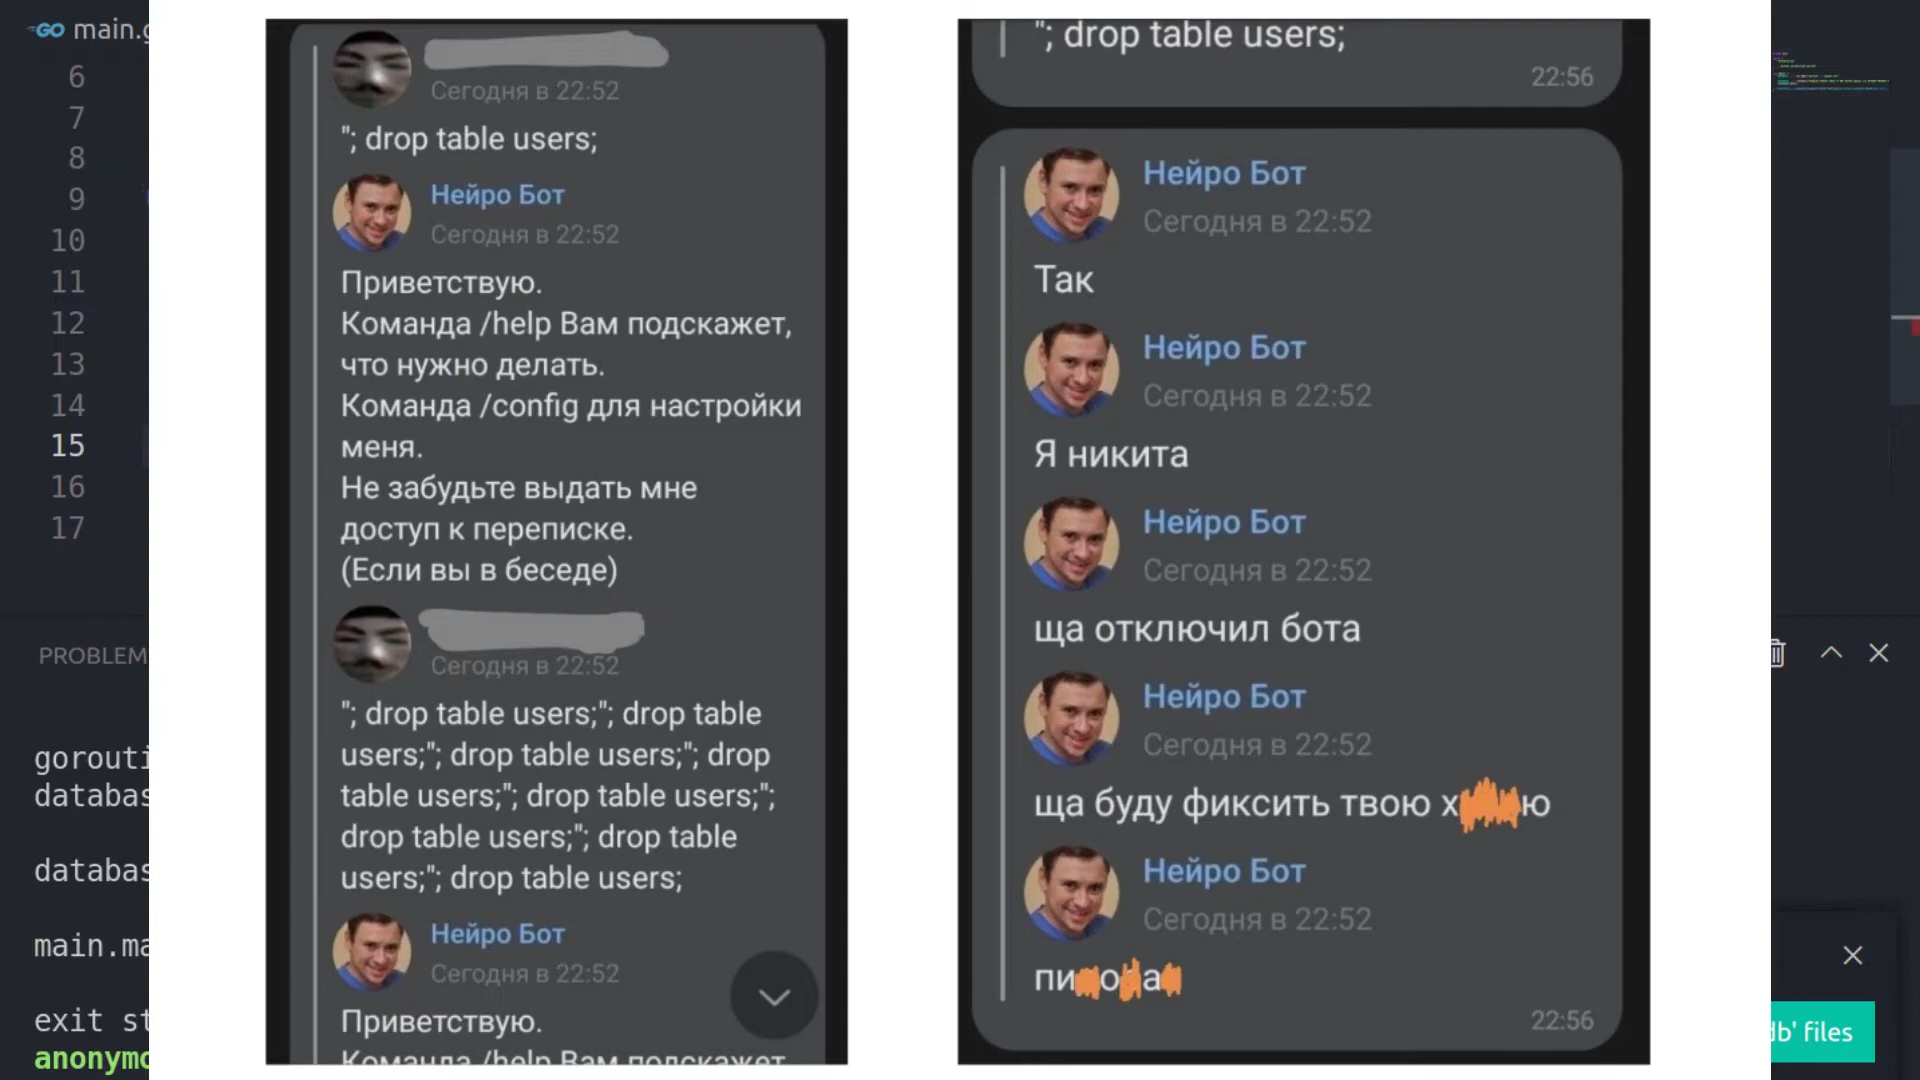 main.g
6
7
8
9
10
11
12
13
14
15
16
17
PROBLEM
gorouti
databas
databas
main.ma
exit st
anonymo
Сегодня в 22:52
"; drop table users;
Нейро Бот
Сегодня в 22:52
Приветствую.
Команда /help Вам подскажет,
что нужно делать.
Команда /config для настройки
меня.
Не забудьте выдать мне
доступ к переписке.
(Если вы в беседе)
Сегодня в 22:52
"; drop table users;"; drop table
users;"; drop table users;"; drop
table users;"; drop table users;";
drop table users;"; drop table
users;"; drop table users;
Нейро Бот
Сегодня в 22:52
Приветствую.
Команда /help Вам подскажет,
"; drop table users;
22:56
Нейро Бот
Сегодня в 22:52
Так
Нейро Бот
Сегодня в 22:52
Я никита
Нейро Бот
Сегодня в 22:52
ща отключил бота
Нейро Бот
Сегодня в 22:52
ща буду фиксить твою
Нейро Бот
Сегодня в 22:52
22:56
db' files